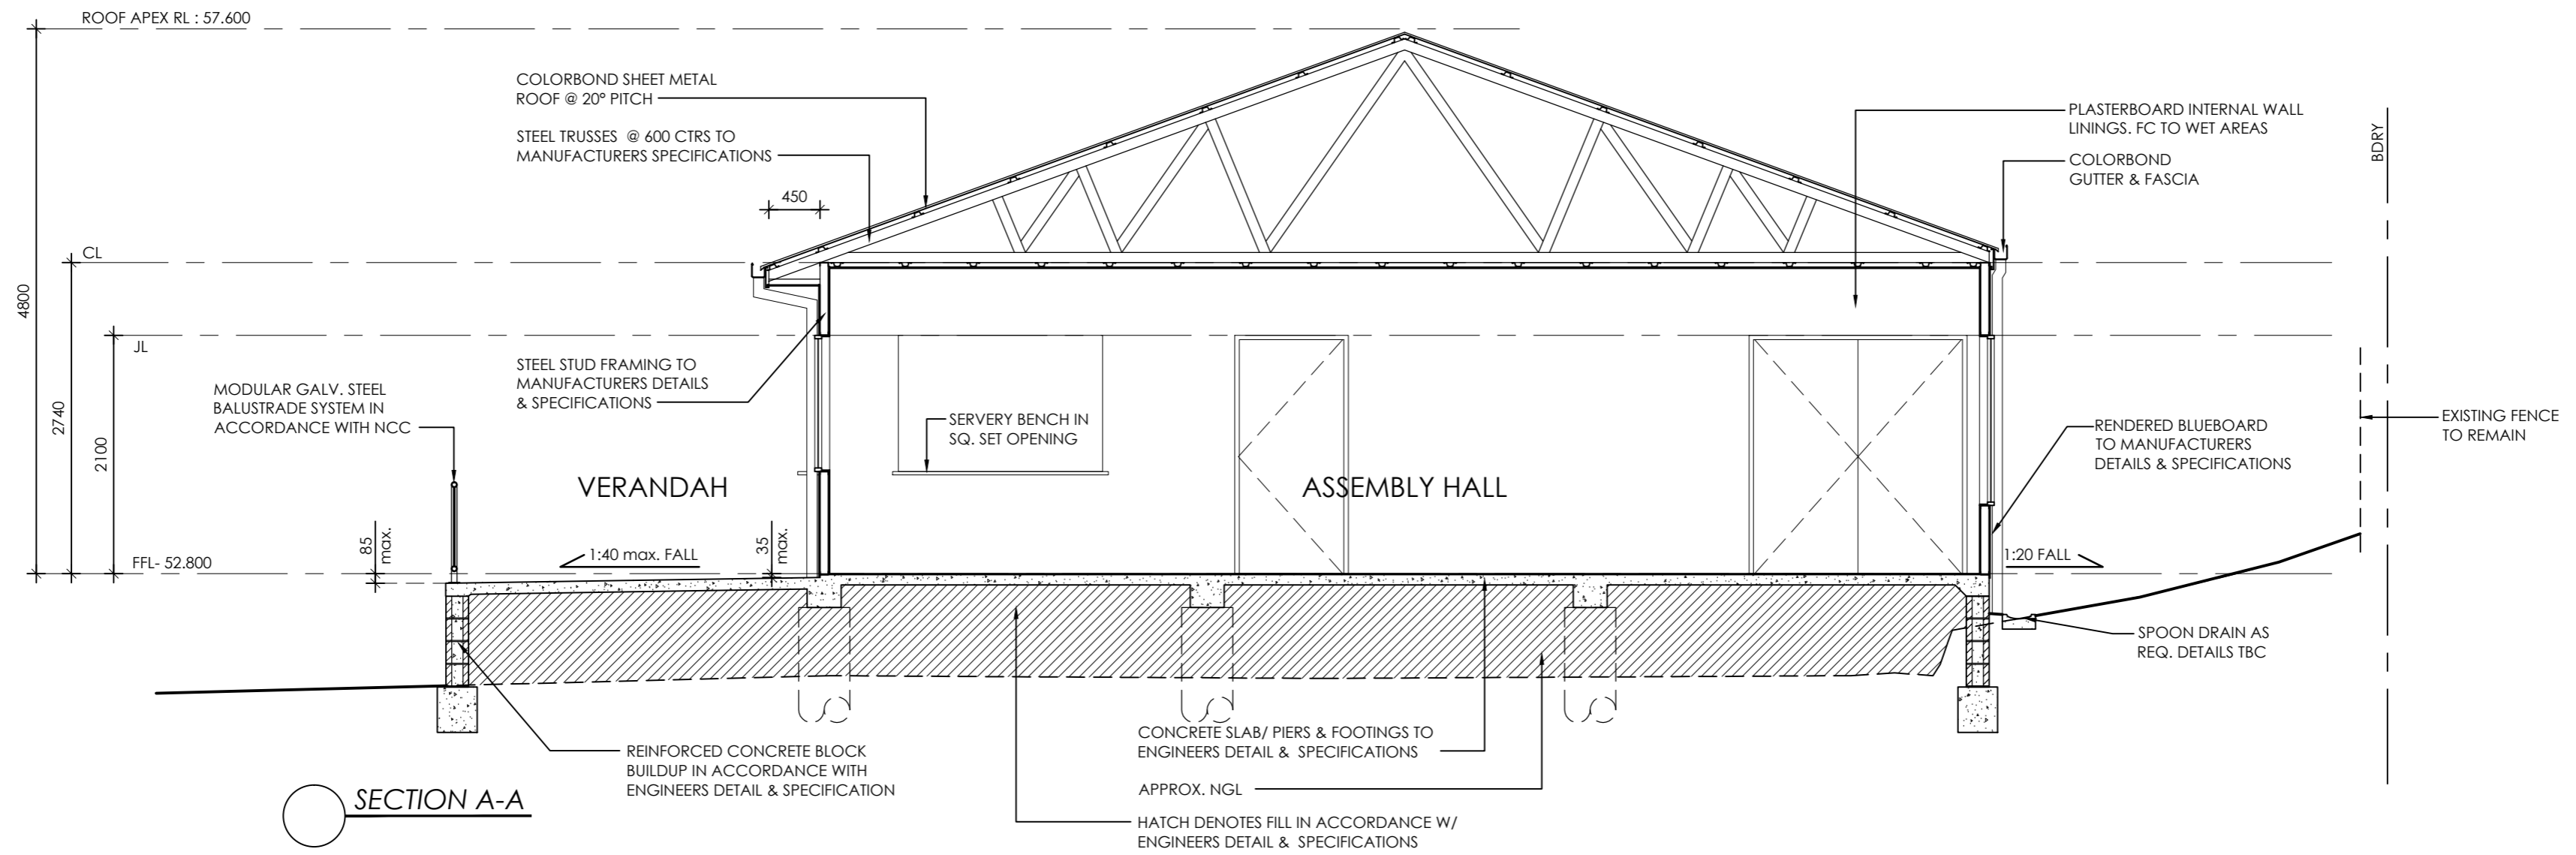 ROOF APEX RL : 57.600
COLORBOND SHEET METAL
ROOF @ 20° PITCH
STEEL TRUSSES @ 600 CTRS TO
MANUFACTURERS SPECIFICATIONS
450
PLASTERBOARD INTERNAL WALL
LININGS. FC TO WET AREAS
COLORBOND
GUTTER & FASCIA
BDRY
CL
4800
2740
2100
JL
STEEL STUD FRAMING TO
MANUFACTURERS DETAILS
& SPECIFICATIONS
MODULAR GALV. STEEL
BALUSTRADE SYSTEM IN
ACCORDANCE WITH NCC
SERVERY BENCH IN
SQ. SET OPENING
RENDERED BLUEBOARD
TO MANUFACTURERS
DETAILS & SPECIFICATIONS
EXISTING FENCE
TO REMAIN
VERANDAH
ASSEMBLY HALL
85
max.
35
max.
FFL- 52.800
1:40 max. FALL
1:20 FALL
SPOON DRAIN AS
REQ. DETAILS TBC
CONCRETE SLAB/ PIERS & FOOTINGS TO
ENGINEERS DETAIL & SPECIFICATIONS
REINFORCED CONCRETE BLOCK
BUILDUP IN ACCORDANCE WITH
ENGINEERS DETAIL & SPECIFICATION
APPROX. NGL
HATCH DENOTES FILL IN ACCORDANCE W/
ENGINEERS DETAIL & SPECIFICATIONS
SECTION A-A